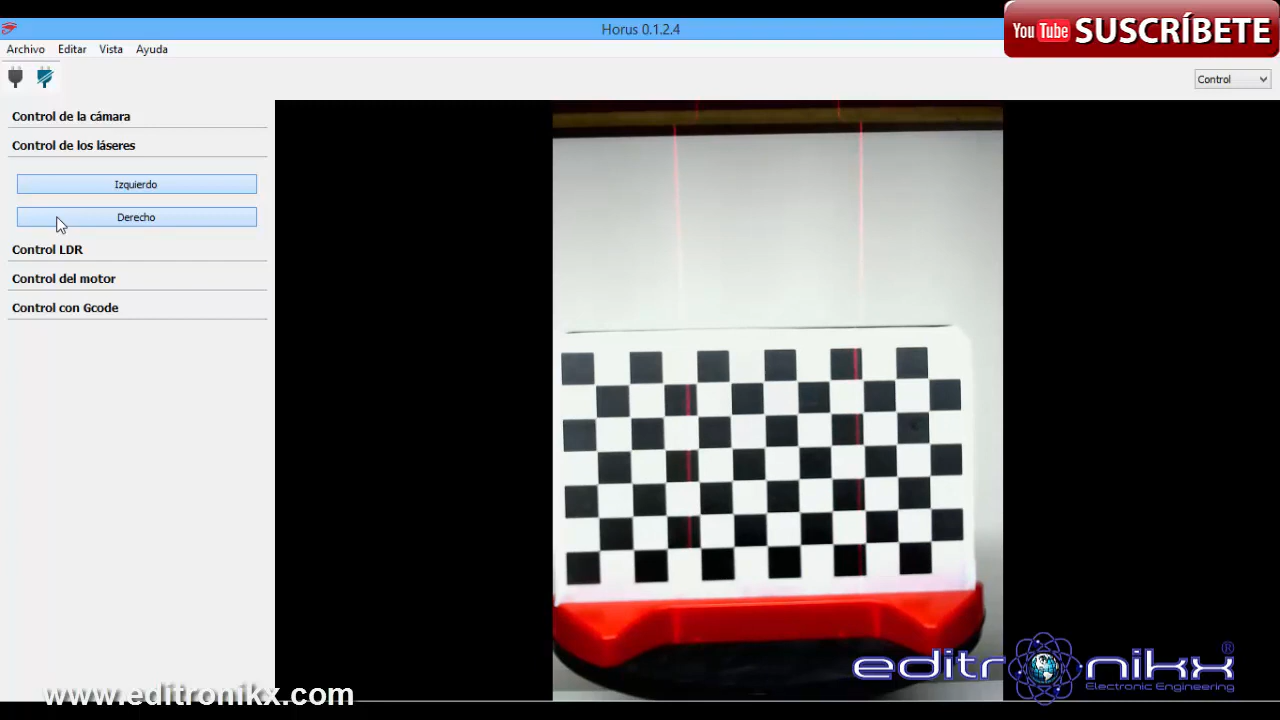 Horus 0.1.2.4
You Tube SUSCRÍBETE
Archivo Editar Vista Ayuda
Control
Control de la cámara
Control de los láseres
Izquierdo
Derecho
Control LDR
Control del motor
Control con Gcode
editronikx®
Electronic Engineering
www.editronikx.com